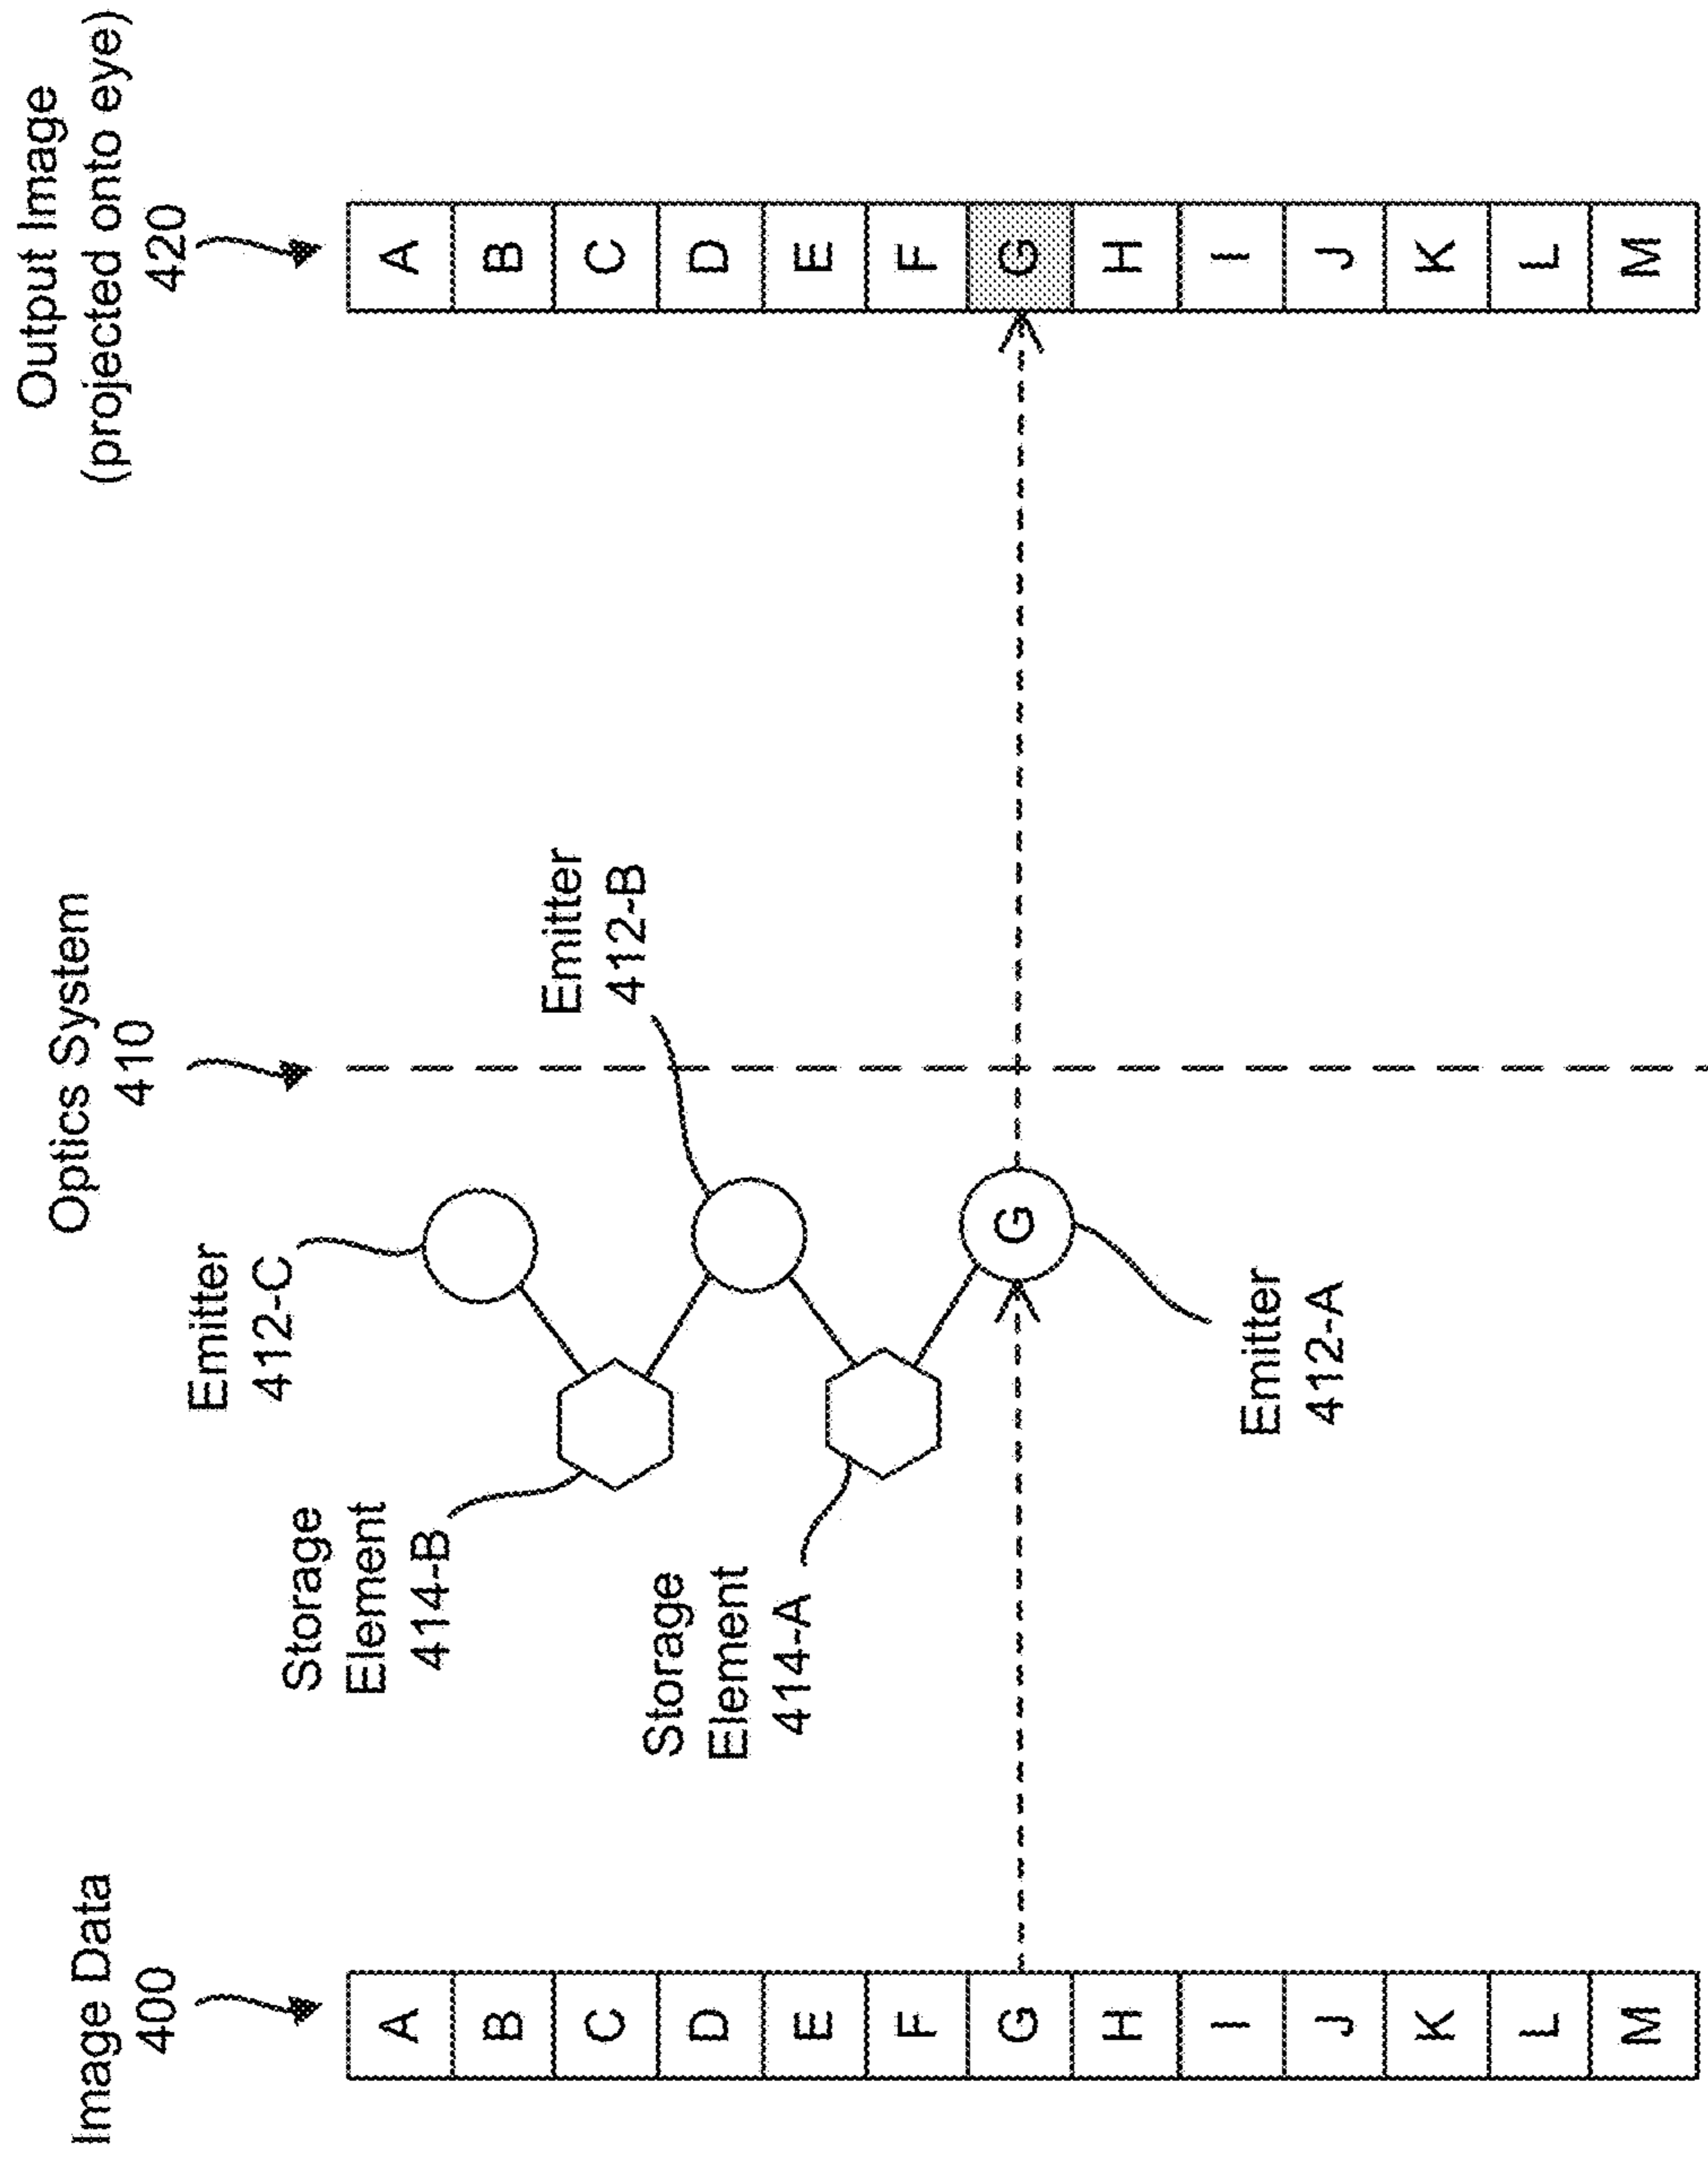 Image Data
400
A
B
C
D
E
F
G
H
I
J
K
L
M
Optics System
410
Emitter
412-C
Storage
Element
414-B
Emitter
412-B
Storage
Element
414-A
G
Emitter
412-A
Output Image
(projected onto eye)
420
A
B
C
D
E
F
G
H
I
J
K
L
M